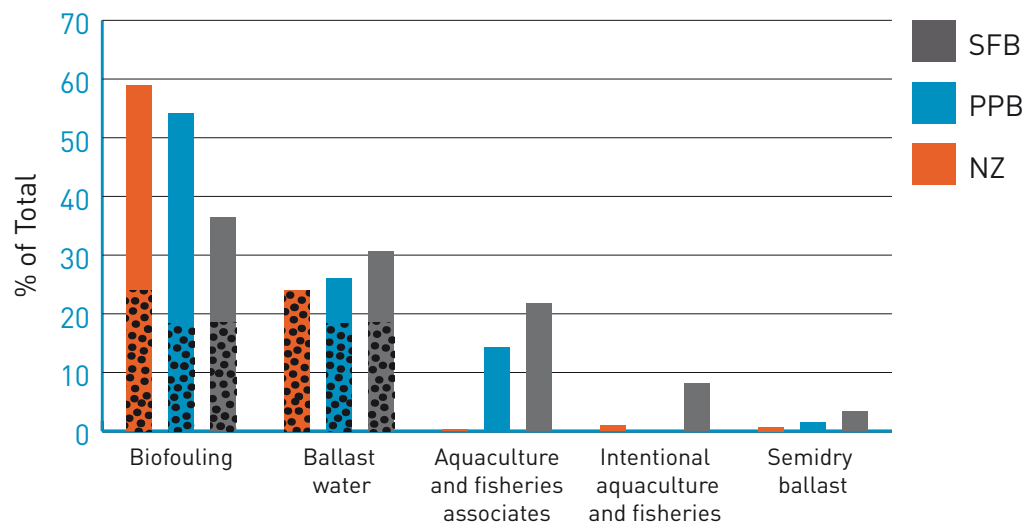 % of Total
70
60
50
40
30
20
10
0
SFB
PPB
NZ
Biofouling
Ballast
water
Aquaculture
and fisheries
associates
Intentional
aquaculture
and fisheries
Semidry
ballast